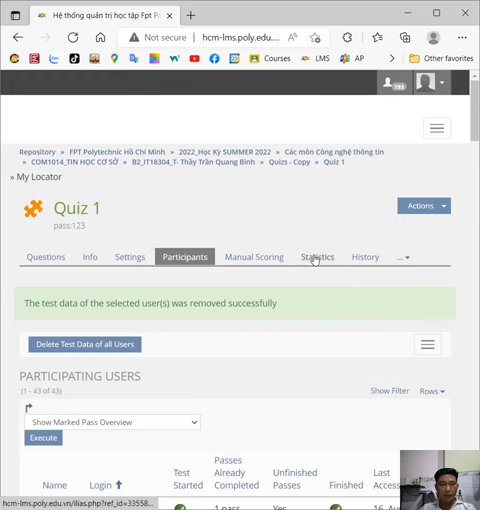 Hệ thống quản trị học tập Fpt Po
Not secure
hcm-lms.poly.edu....
Courses
LMS
AP
Other favorites
193
Repository » FPT Polytechnic Hồ Chí Minh » 2022_Học Kỳ SUMMER 2022 » Các môn Công nghệ thông tin
» COM1014_TIN HỌC CƠ SỞ » B2_IT18304_T- Thầy Trần Quang Bình » Quizs - Copy » Quiz 1
» My Locator
Quiz 1
pass:123
Actions
Questions Info Settings Participants Manual Scoring Statistics History ...
The test data of the selected user(s) was removed successfully
Delete Test Data of all Users
PARTICIPATING USERS
(1 - 43 of 43)
Show Filter Rows
Show Marked Pass Overview
Execute
Name Login Test Started Passes Already Completed Unfinished Passes Finished Last Access
1 pass Yes 16. Au
hcm-lms.poly.edu.vn/ilias.php?ref_id=33558...